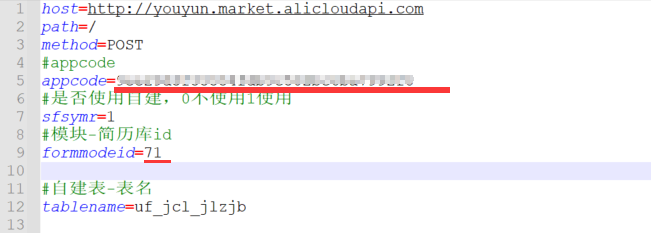 1 host=http://youyun.market.alicloudapi.com
2 path=/
3 method=POST
4 #appcode
5 appcode=
6 #是否使用自建，0不使用1使用
7 sfsymr=1
8 #模块-简历库id
9 formmodeid=71
10
11 #自建表-表名
12 tablename=uf_jcl_jlzjb
13